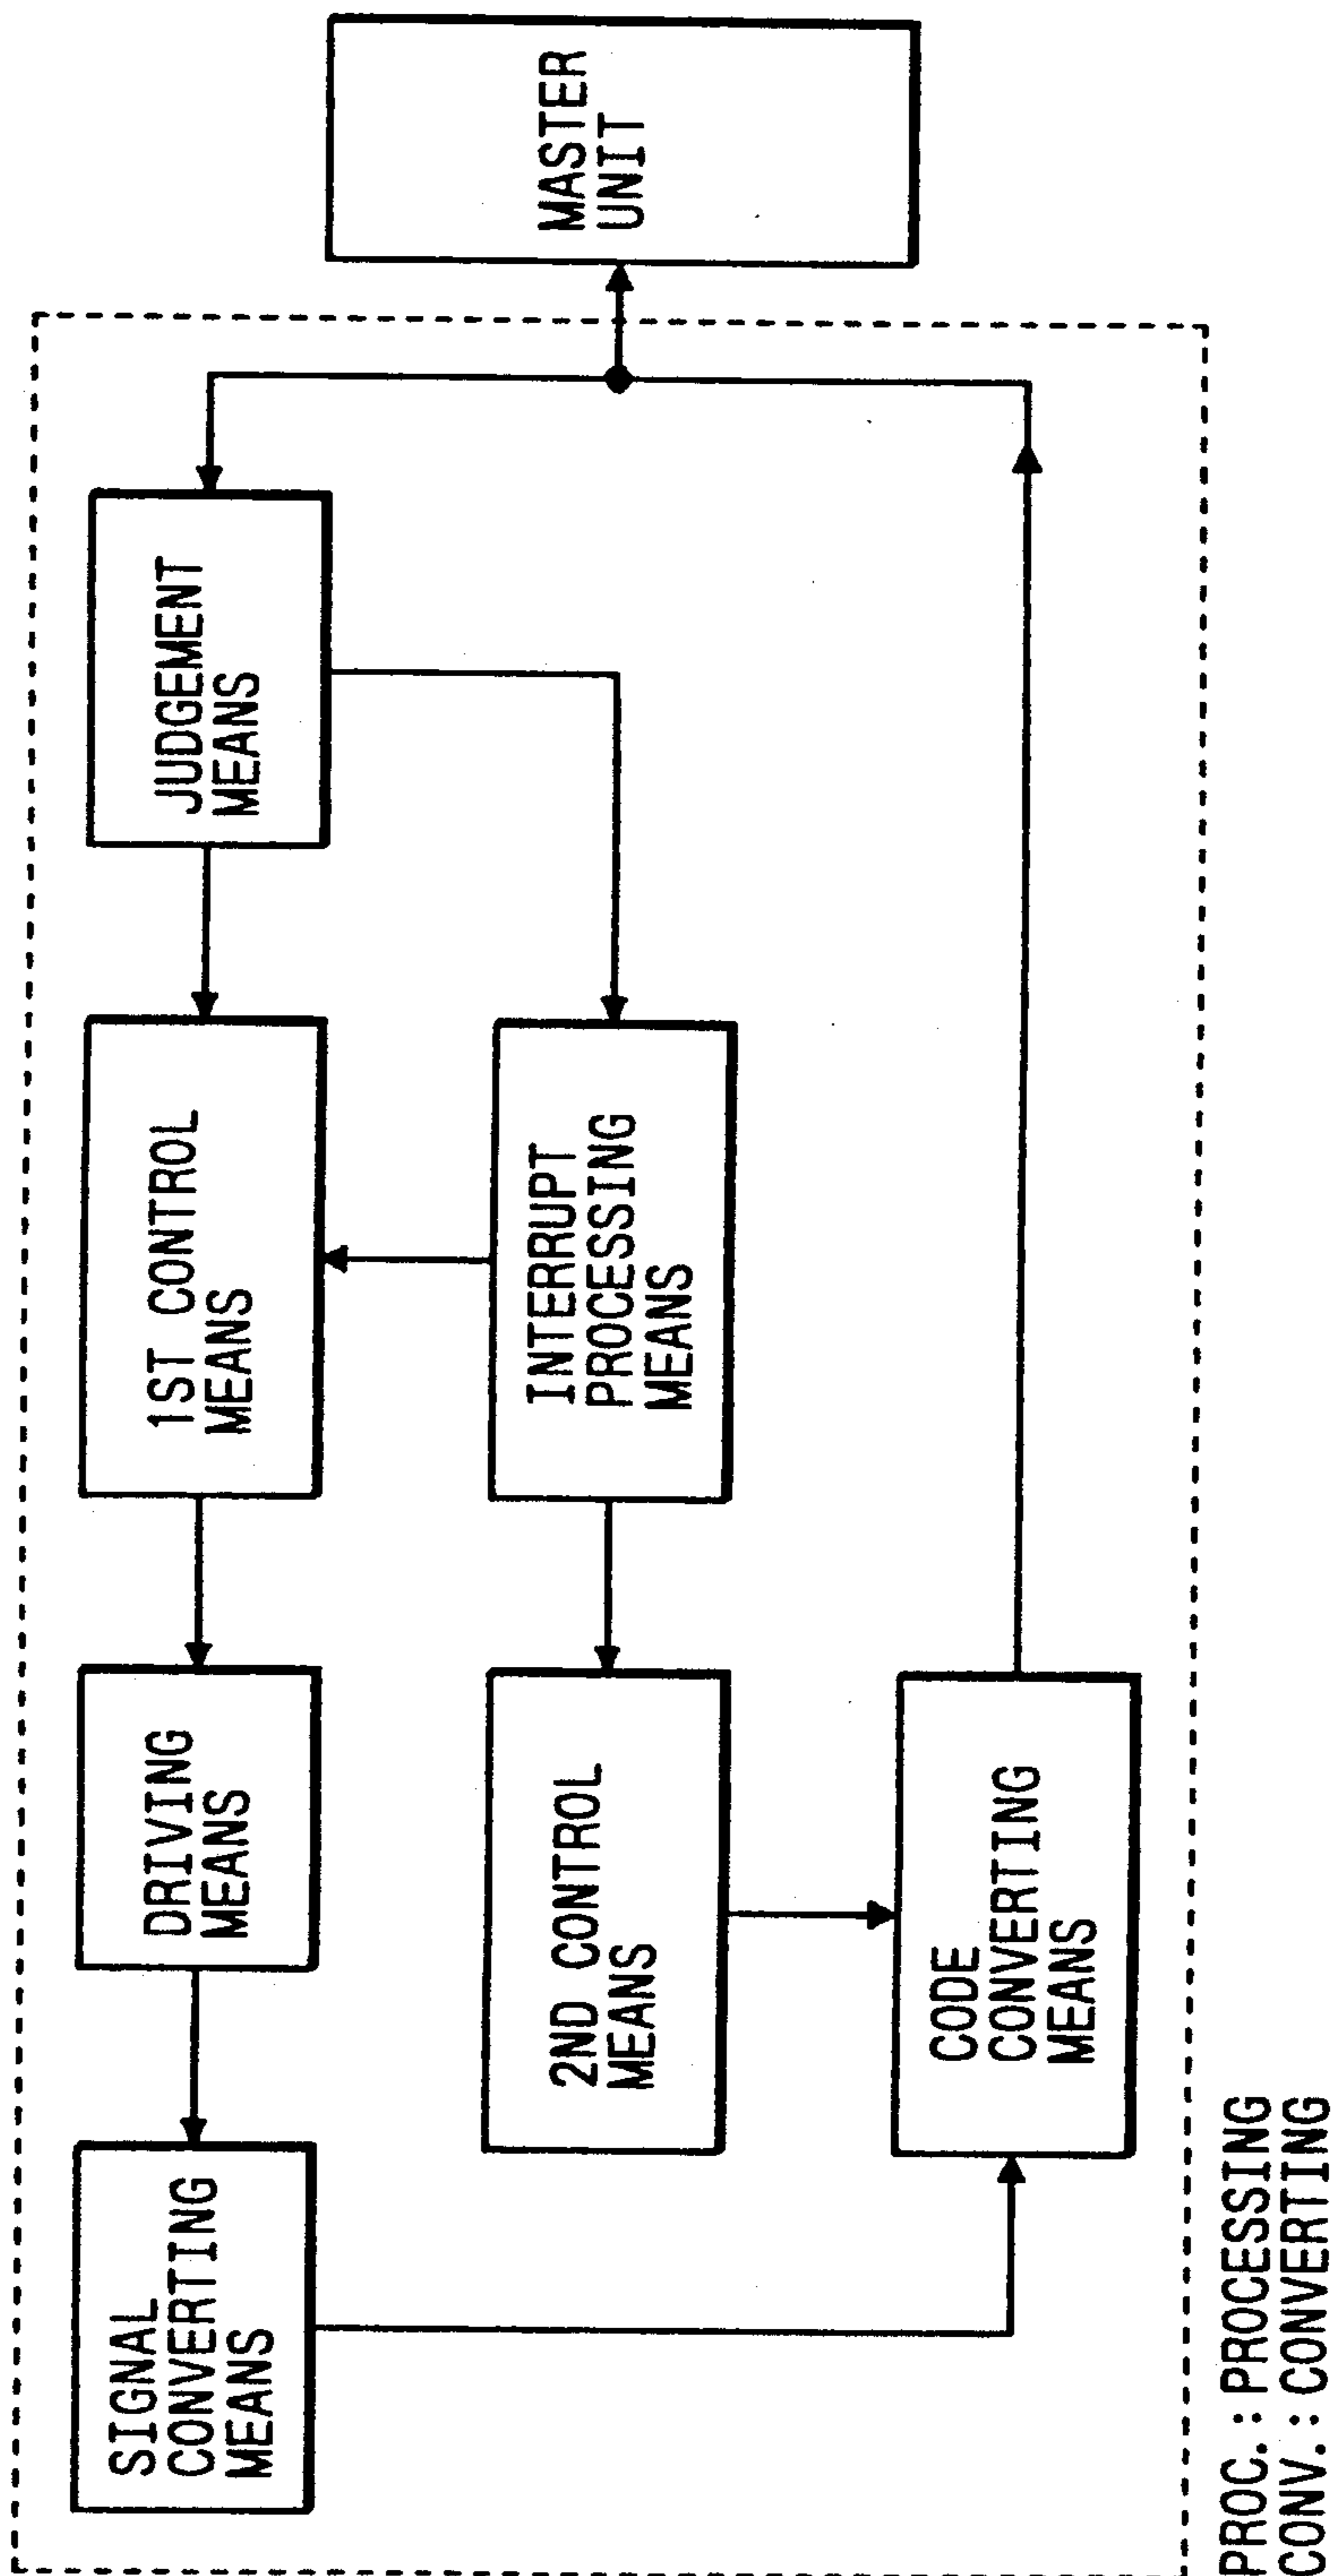 SIGNAL
CONVERTING
MEANS
DRIVING
MEANS
1ST CONTROL
MEANS
JUDGEMENT
MEANS
MASTER
UNIT
2ND CONTROL
MEANS
INTERRUPT
PROCESSING
MEANS
CODE
CONVERTING
MEANS
PROC.: PROCESSING
CONV.: CONVERTING